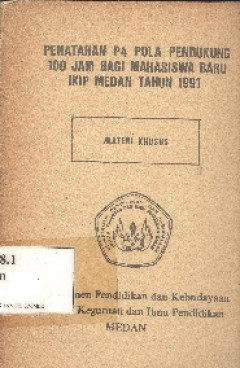 PENATARAN P4 POLA PENDUKUNG
100 JAM BAGI MAHASISWA BARU
IKIP MEDAN TAHUN 1991
MATERI KHUSUS
8.1
n
men Pendidikan dan Kebudayaan
Keguruan dan Ilmu Pendidikan
MEDAN